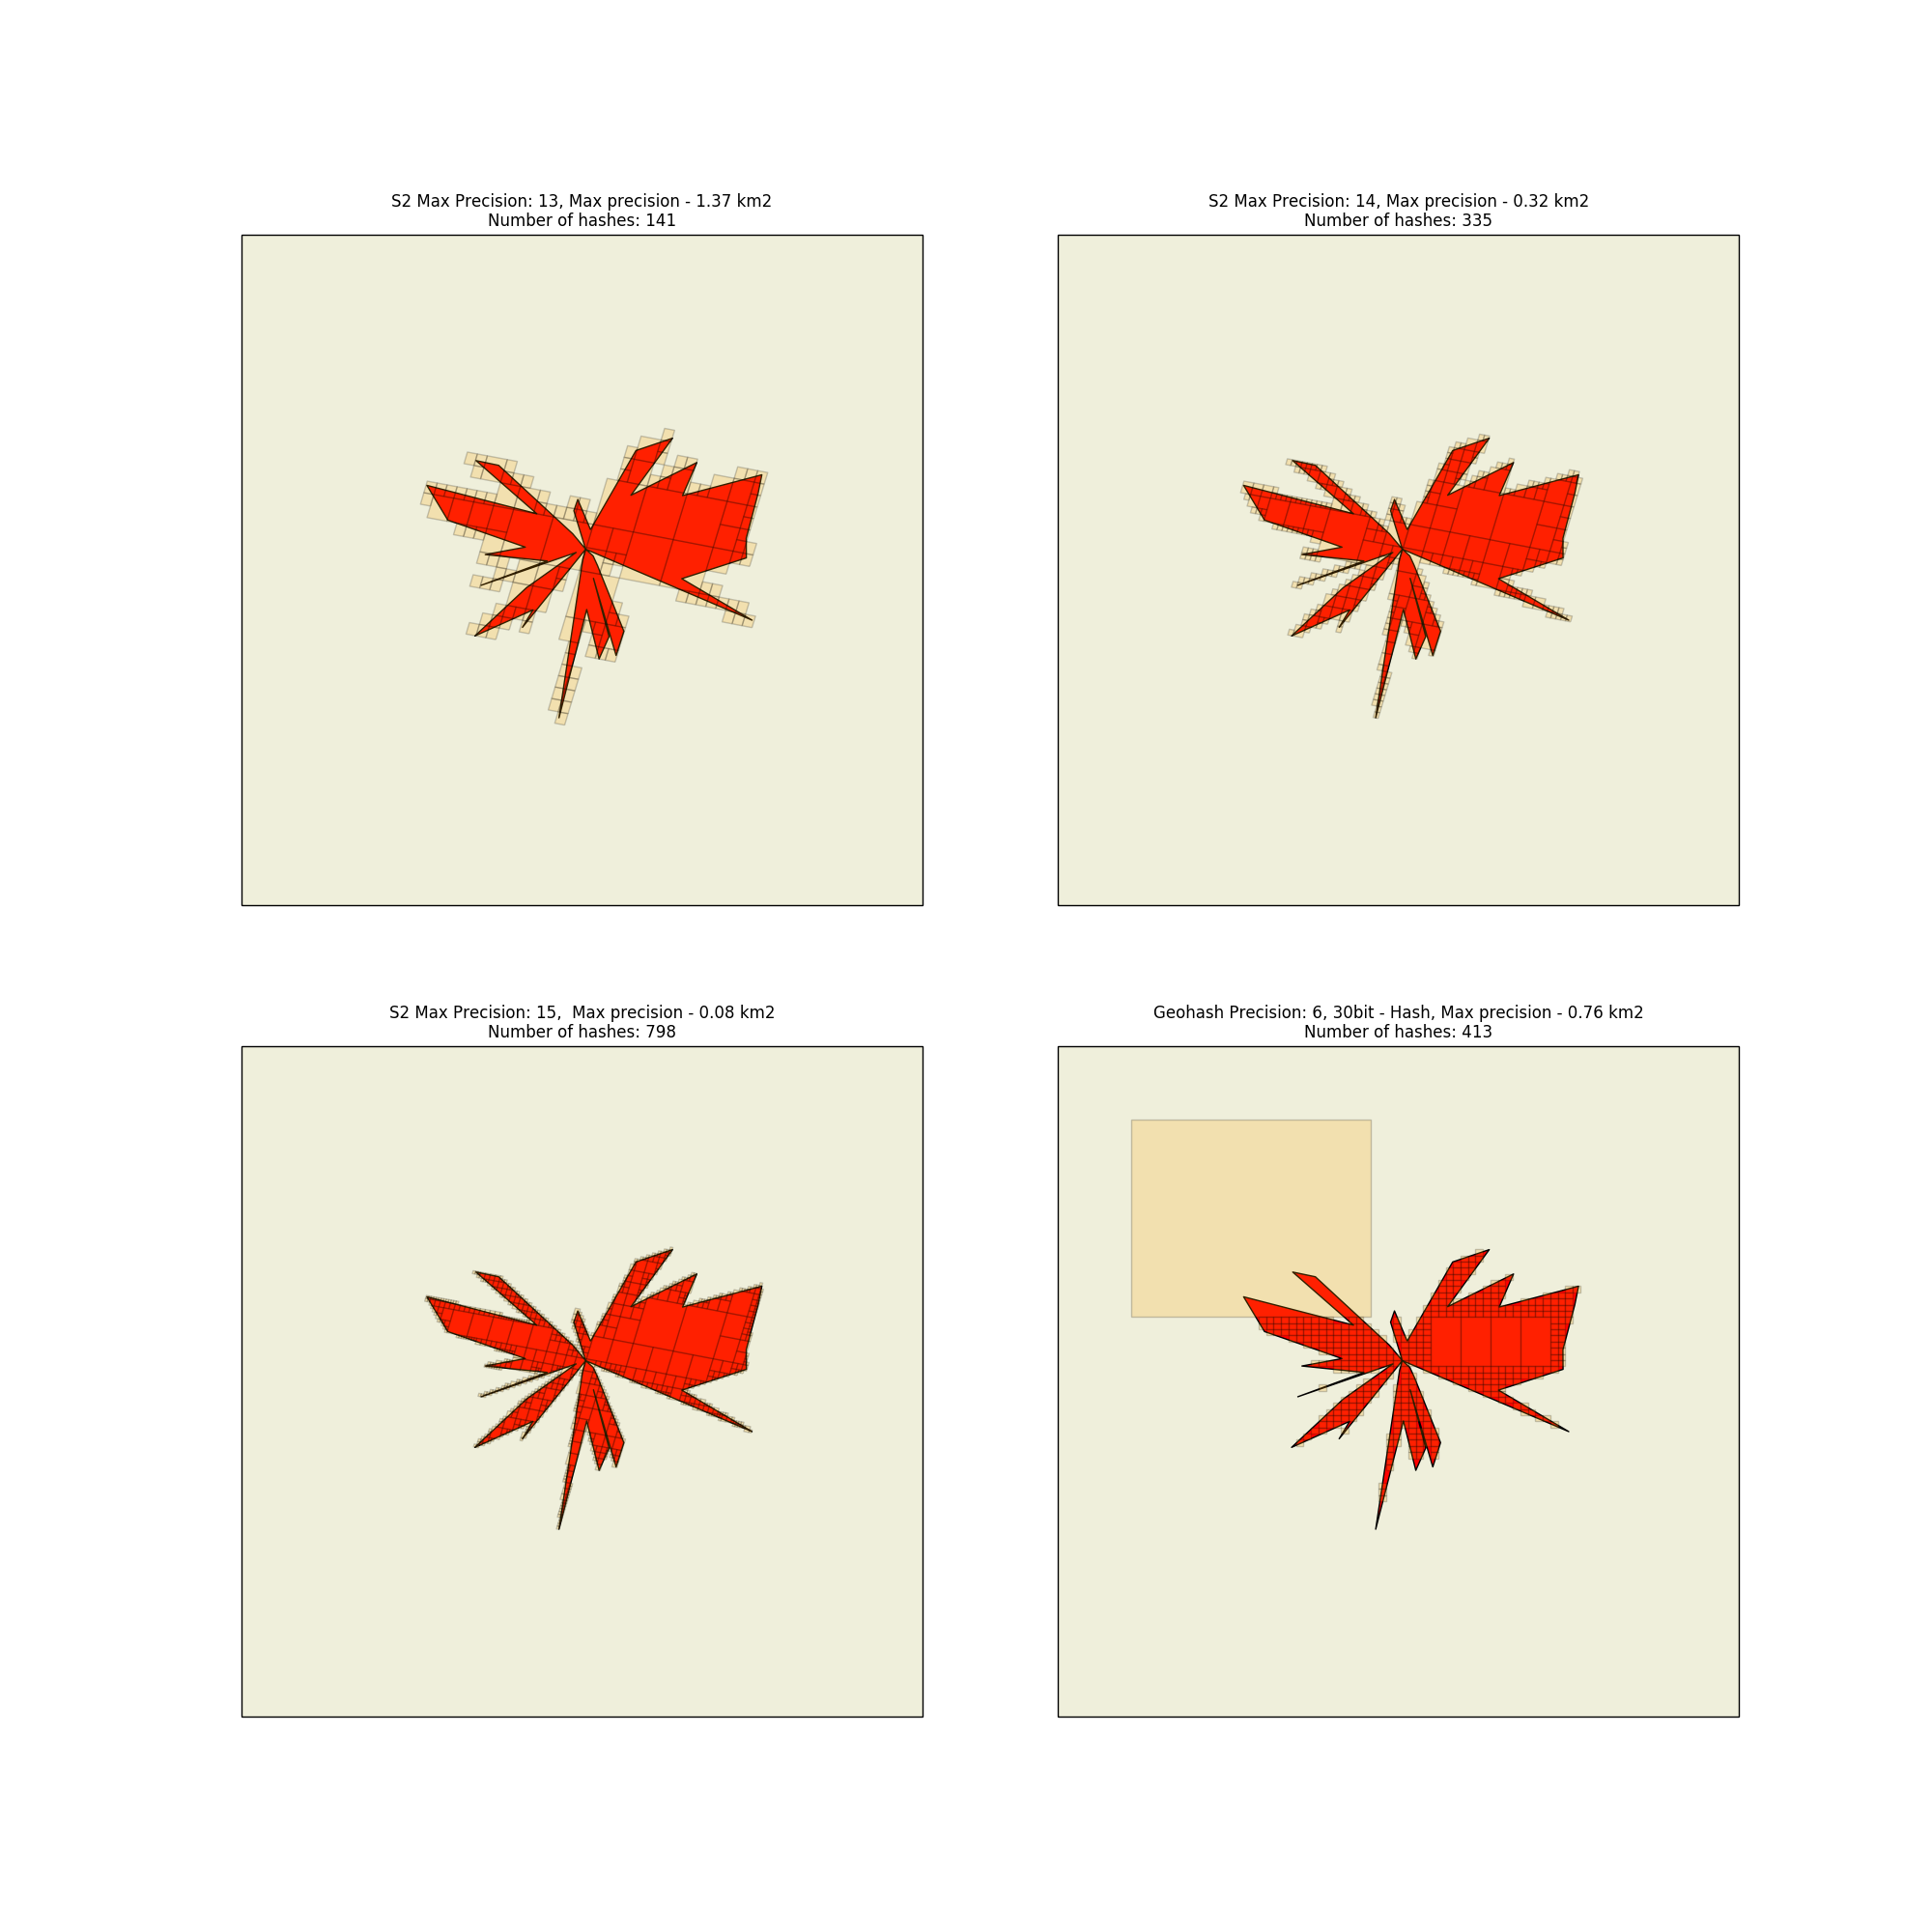 S2 Max Precision: 13, Max precision - 1.37 km2
Number of hashes: 141
S2 Max Precision: 14, Max precision - 0.32 km2
Number of hashes: 335
S2 Max Precision: 15,  Max precision - 0.08 km2
Number of hashes: 798
Geohash Precision: 6, 30bit - Hash, Max precision - 0.76 km2
Number of hashes: 413